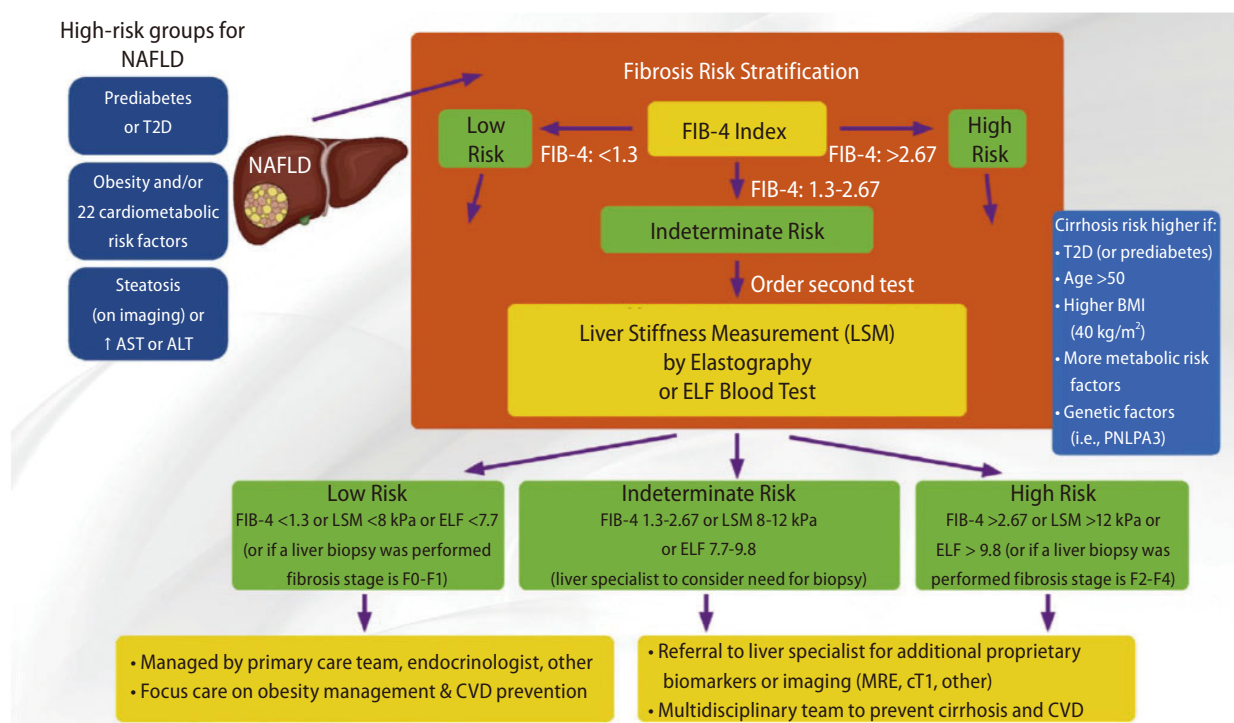 High-risk groups for
NAFLD
Prediabetes
or T2D
Obesity and/or
22 cardiometabolic
risk factors
Steatosis
(on imaging) or
↑ AST or ALT
NAFLD
Fibrosis Risk Stratification
Low
Risk
FIB-4 Index
High
Risk
FIB-4: <1.3
FIB-4: >2.67
FIB-4: 1.3-2.67
Indeterminate Risk
Order second test
Liver Stiffness Measurement (LSM)
by Elastography
or ELF Blood Test
Cirrhosis risk higher if:
• T2D (or prediabetes)
• Age >50
• Higher BMI
(40 kg/m²)
• More metabolic risk
factors
• Genetic factors
(i.e., PNLPA3)
Low Risk
FIB-4 <1.3 or LSM <8 kPa or ELF <7.7
(or if a liver biopsy was performed
fibrosis stage is F0-F1)
Indeterminate Risk
FIB-4 1.3-2.67 or LSM 8-12 kPa
or ELF 7.7-9.8
(liver specialist to consider need for biopsy)
High Risk
FIB-4 >2.67 or LSM >12 kPa or
ELF > 9.8 (or if a liver biopsy was
performed fibrosis stage is F2-F4)
• Managed by primary care team, endocrinologist, other
• Focus care on obesity management & CVD prevention
• Referral to liver specialist for additional proprietary
biomarkers or imaging (MRE, cT1, other)
• Multidisciplinary team to prevent cirrhosis and CVD